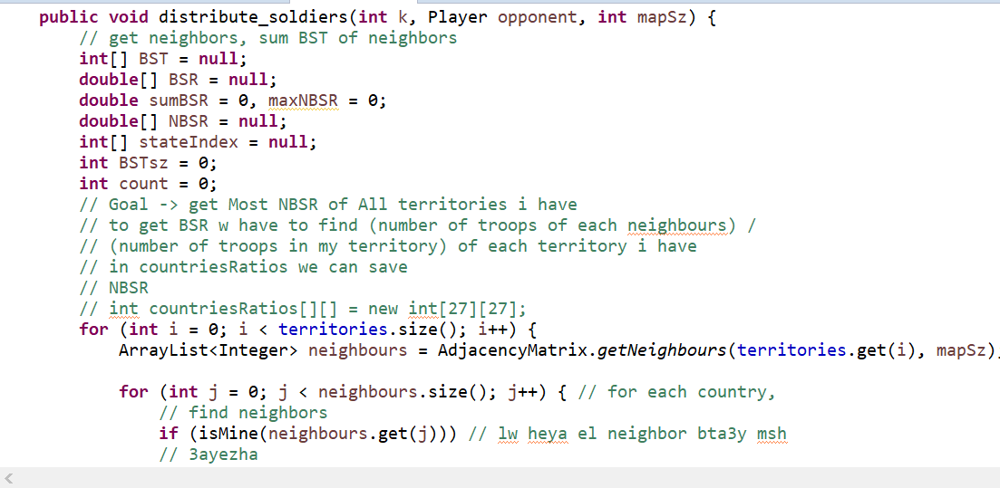 public void distribute_soldiers(int k, Player opponent, int mapSz) {
// get neighbors, sum BST of neighbors
int[] BST = null;
double[] BSR = null;
double sumBSR = 0, maxNBSR = 0;
double[] NBSR = null;
int[] stateIndex = null;
int BSTsz = 0;
int count = 0;
// Goal -> get Most NBSR of All territories i have
// to get BSR w have to find (number of troops of each neighbours) /
// (number of troops in my territory) of each territory i have
// in countriesRatios we can save
// NBSR
// int countriesRatios[][] = new int[27][27];
for (int i = 0; i < territories.size(); i++) {
ArrayList<Integer> neighbours = AdjacencyMatrix.getNeighbours(territories.get(i), mapSz)
for (int j = 0; j < neighbours.size(); j++) { // for each country,
// find neighbors
if (isMine(neighbours.get(j))) // lw heya el neighbor bta3y msh
// 3ayezha